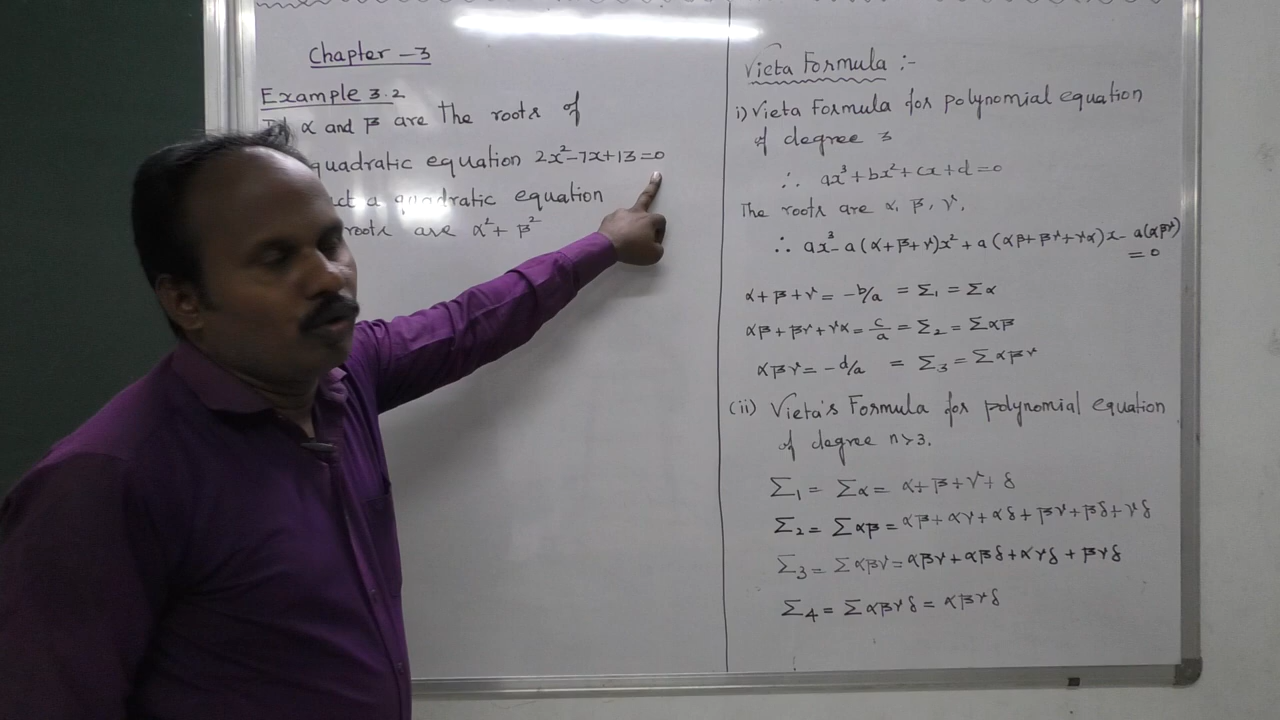 Chapter - 3
Example 3.2
α and β are the roots of
quadratic equation 2x²-7x+13=0
a quadratic equation
roots are α²+ β²
Vieta Formula :-
i) Vieta Formula for polynomial equation
of degree 3
∴ ax³+bx²+cx+d=0
The roots are α, β, γ.
∴ ax³-a(α+β+γ)x²+a(αβ+βγ+γα)x-a(αβγ)
=0
α+β+γ = -b/a = Σ₁ = Σα
αβ+βγ+γα = c/a = Σ₂ = Σαβ
αβγ = -d/a = Σ₃ = Σαβγ
(ii) Vieta's Formula for polynomial equation
of degree n>3.
Σ₁ = Σα = α+β+γ+δ
Σ₂ = Σαβ = αβ+αγ+αδ+βγ+βδ+γδ
Σ₃ = Σαβγ = αβγ+αβδ+αγδ+βγδ
Σ₄ = Σαβγδ = αβγδ